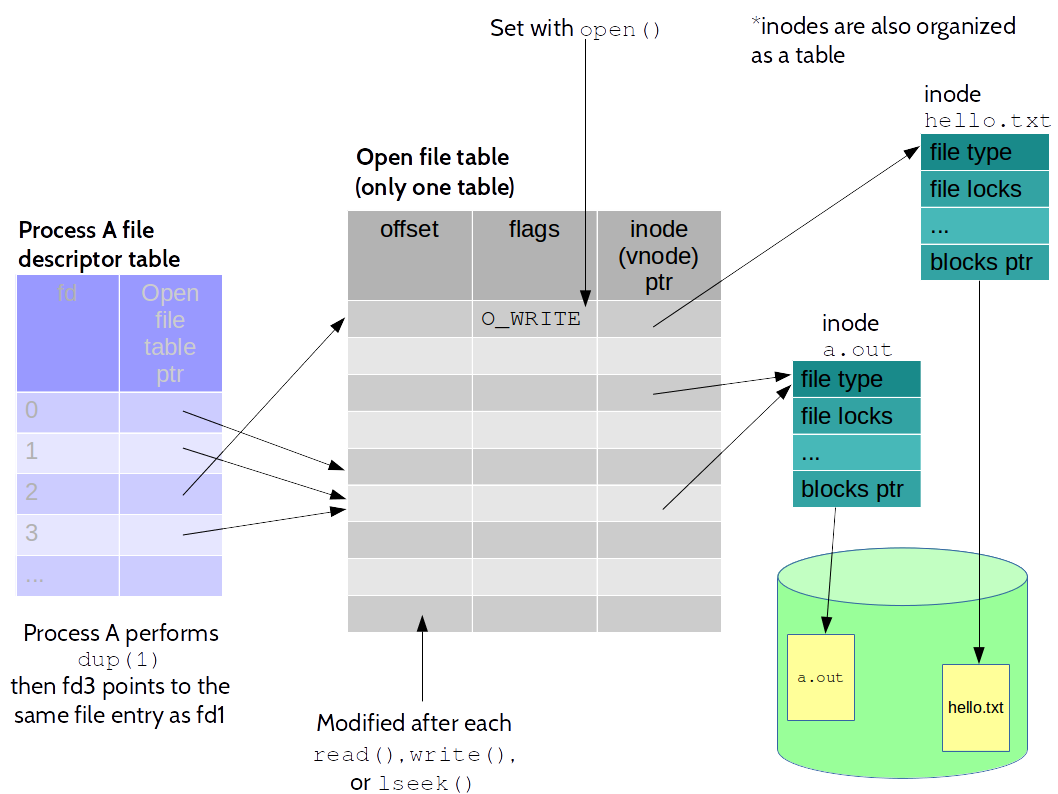 Set with open()
*inodes are also organized
as a table
inode
hello.txt
file type
file locks
...
blocks ptr
Open file table
(only one table)
offset
flags
inode
(vnode)
ptr
O_WRITE
Process A file
descriptor table
fd
Open
file
table
ptr
0
1
2
3
...
inode
a.out
file type
file locks
...
blocks ptr
Process A performs
dup(1)
then fd3 points to the
same file entry as fd1
Modified after each
read(),write(),
or lseek()
a.out
hello.txt